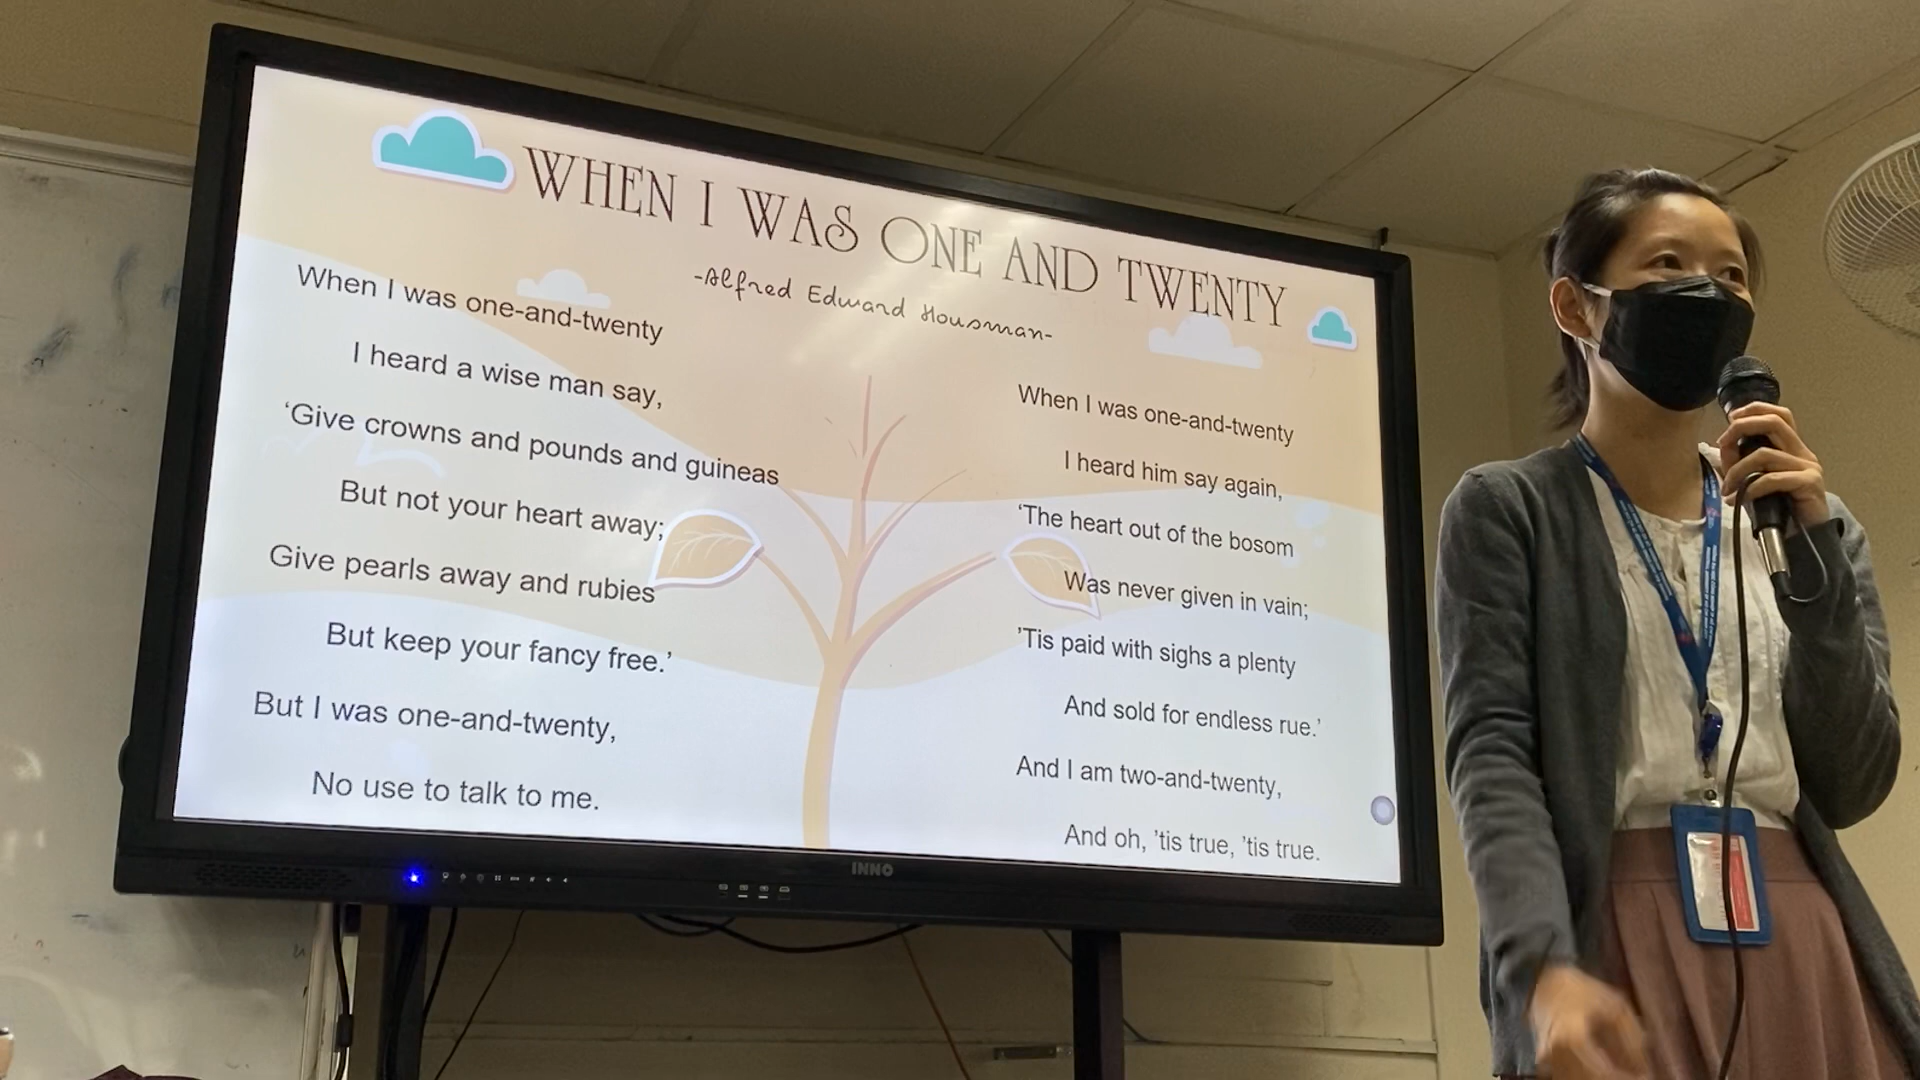 WHEN I WAS ONE AND TWENTY
-Alfred Edward Housman-
When I was one-and-twenty
I heard a wise man say,
‘Give crowns and pounds and guineas
But not your heart away;
Give pearls away and rubies
But keep your fancy free.’
But I was one-and-twenty,
No use to talk to me.
When I was one-and-twenty
I heard him say again,
‘The heart out of the bosom
Was never given in vain;
’Tis paid with sighs a plenty
And sold for endless rue.’
And I am two-and-twenty,
And oh, ’tis true, ’tis true.
INNO